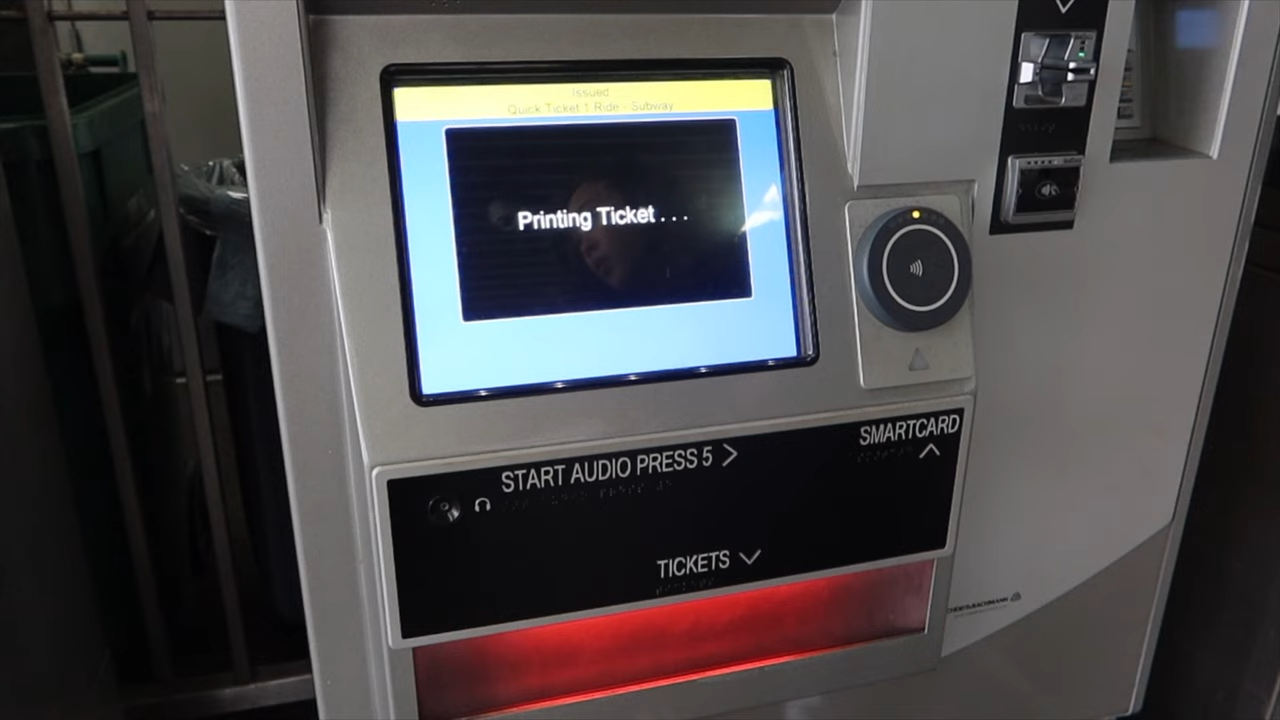 Issued
Quick Ticket 1 Ride - Subway
Printing Ticket . . .
SMARTCARD
START AUDIO PRESS 5
TICKETS